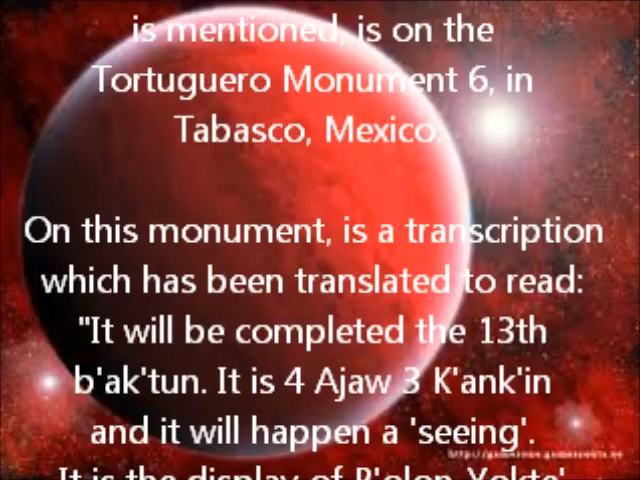 is mentioned, is on the
Tortuguero Monument 6, in
Tabasco, Mexico.
On this monument, is a transcription
which has been translated to read:
"It will be completed the 13th
b'ak'tun. It is 4 Ajaw 3 K'ank'in
and it will happen a 'seeing'.
It is the display of B'olon-Yokte'